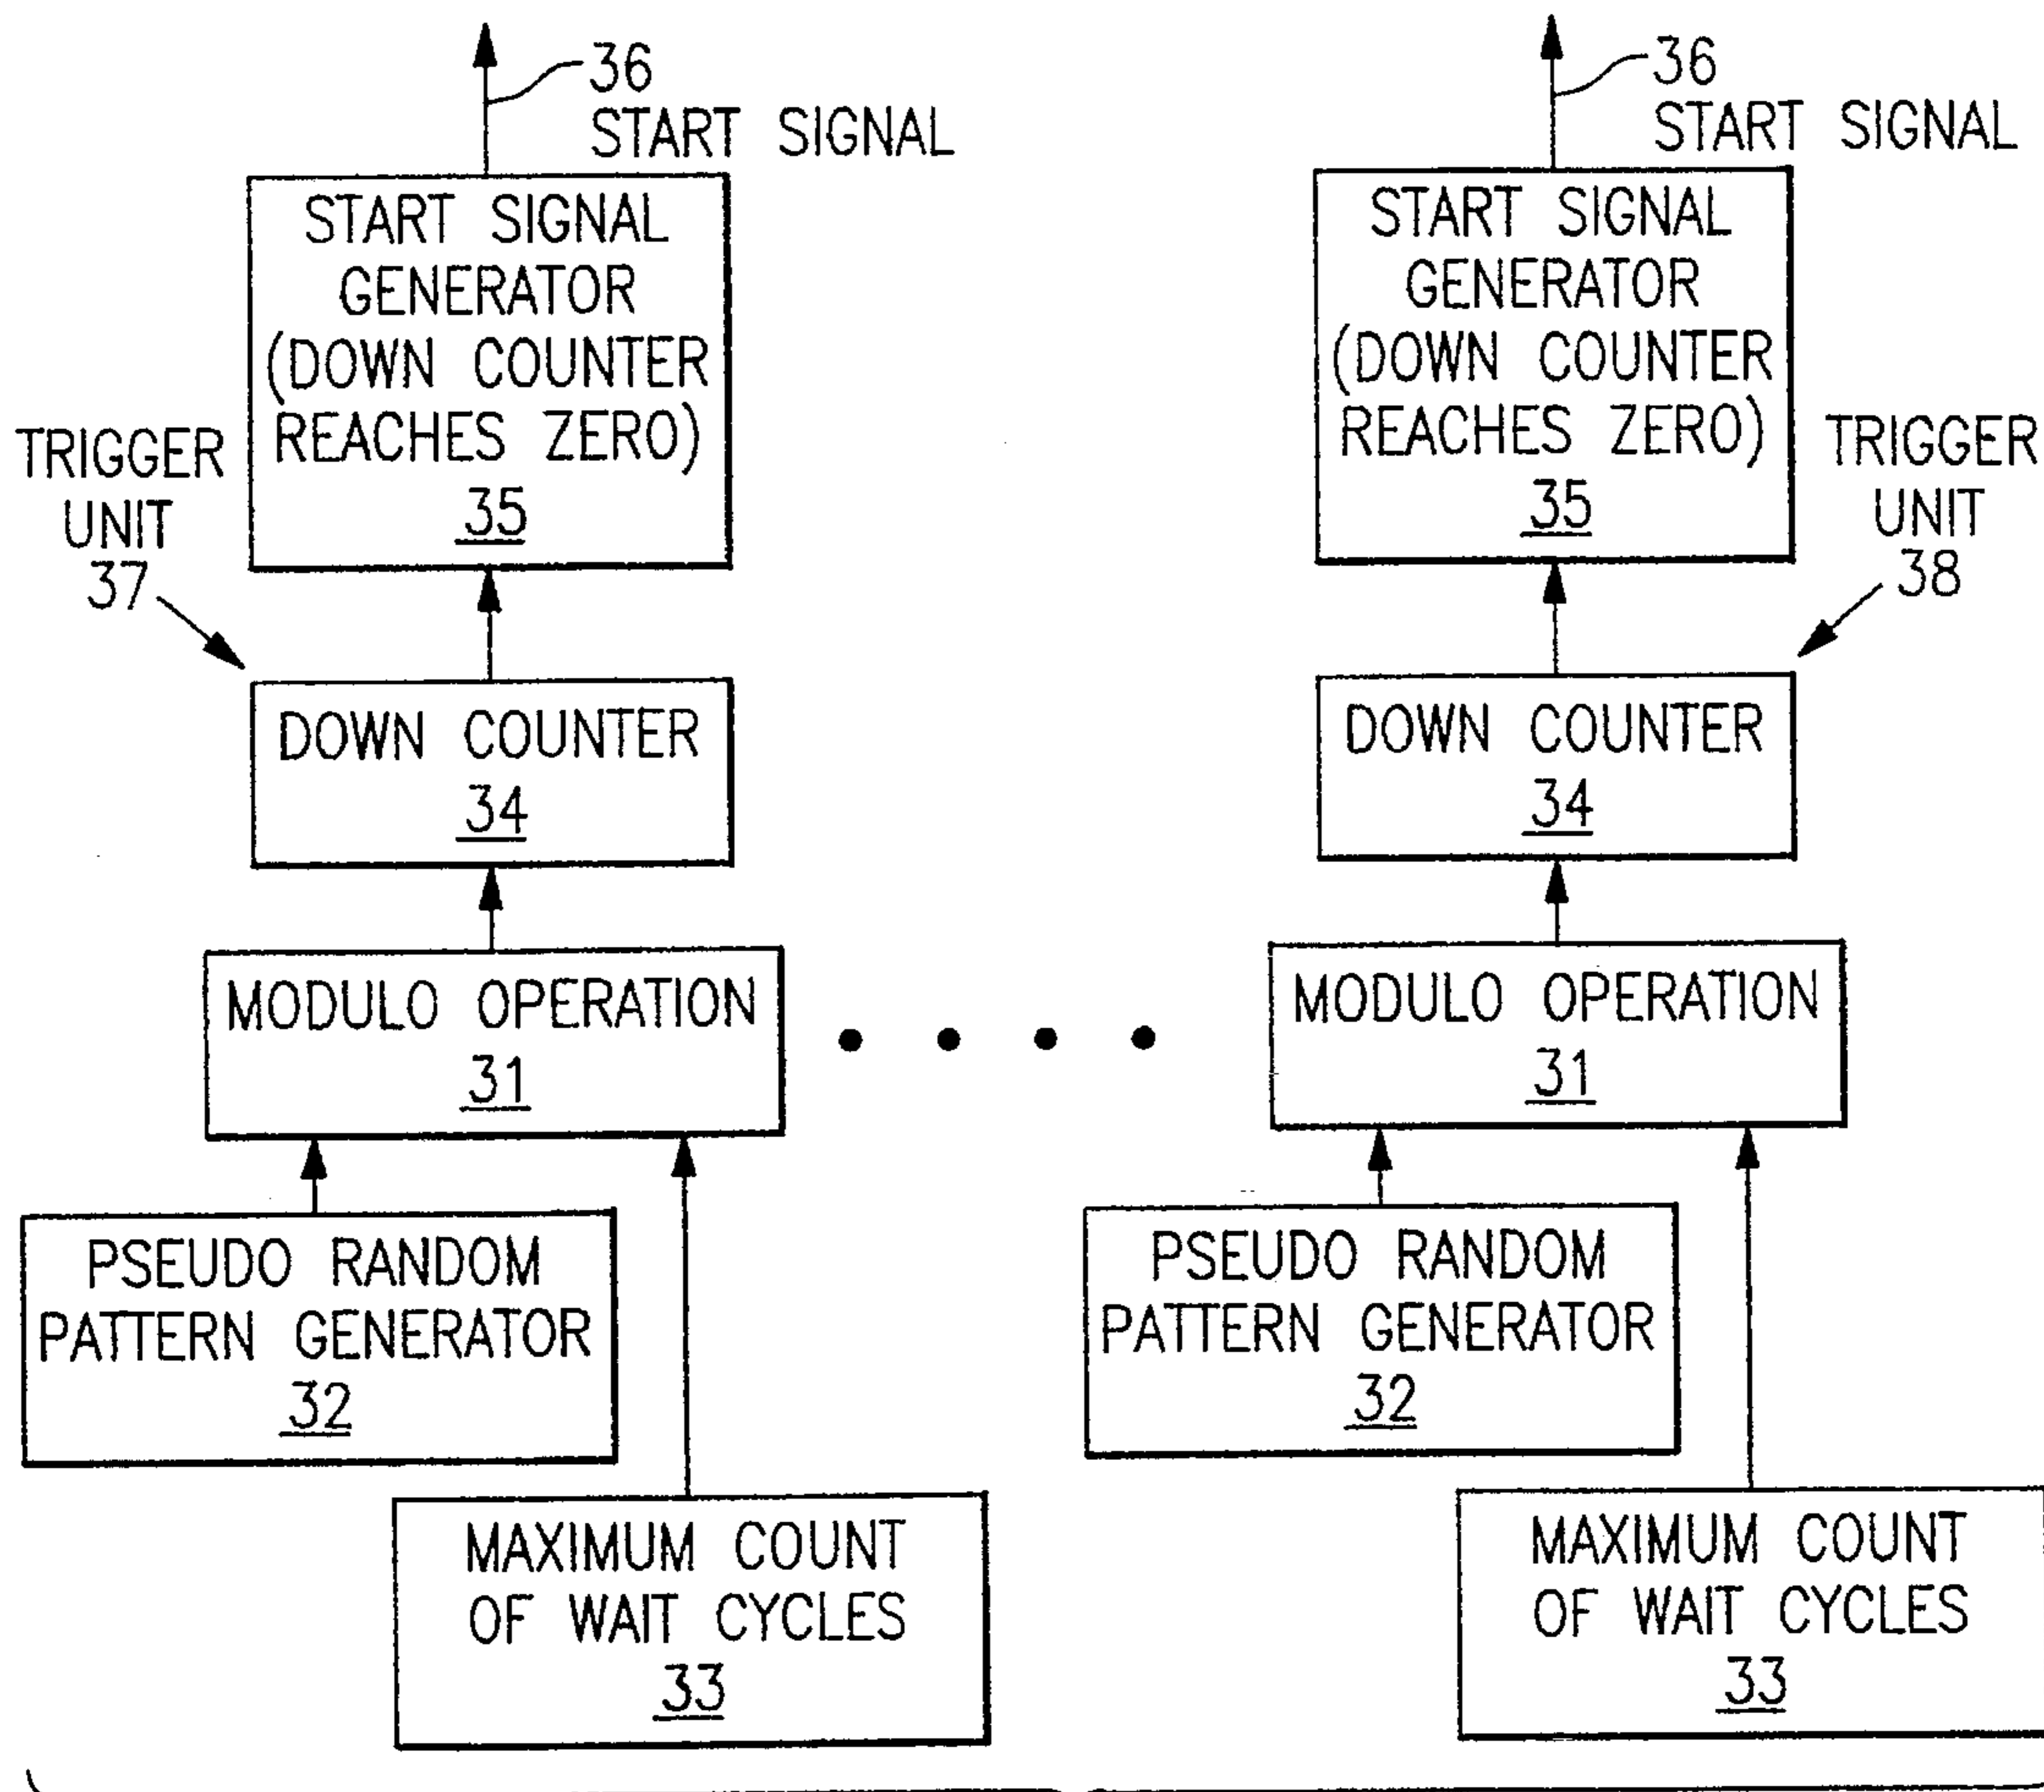 36
START SIGNAL
START SIGNAL
GENERATOR
(DOWN COUNTER
REACHES ZERO)
35
TRIGGER
UNIT
37
DOWN COUNTER
34
MODULO OPERATION
31
PSEUDO RANDOM
PATTERN GENERATOR
32
MAXIMUM COUNT
OF WAIT CYCLES
33
36
START SIGNAL
START SIGNAL
GENERATOR
(DOWN COUNTER
REACHES ZERO)
35
TRIGGER
UNIT
38
DOWN COUNTER
34
MODULO OPERATION
31
PSEUDO RANDOM
PATTERN GENERATOR
32
MAXIMUM COUNT
OF WAIT CYCLES
33